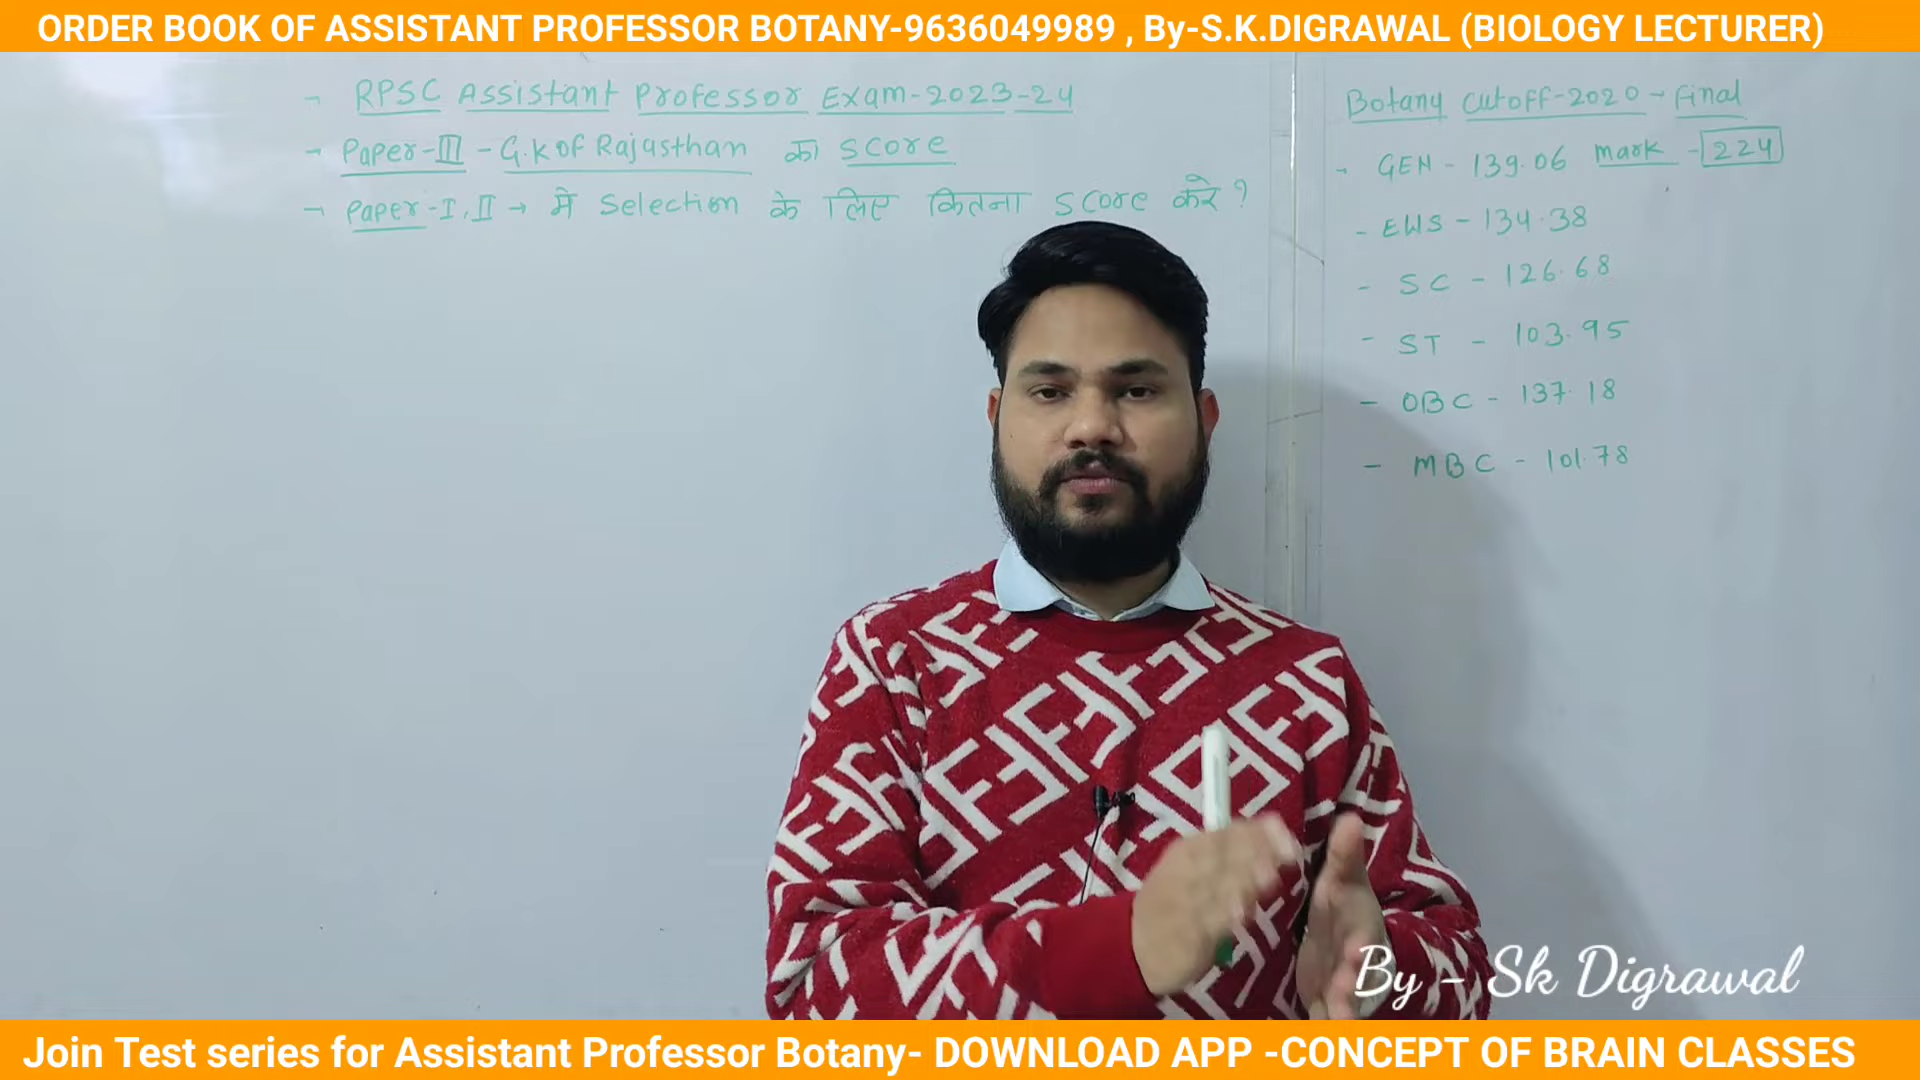 ORDER BOOK OF ASSISTANT PROFESSOR BOTANY-9636049989 , By-S.K.DIGRAWAL (BIOLOGY LECTURER)
→ RPSC Assistant Professor Exam-2023-24
→ Paper-III - G.K of Rajasthan का score
→ Paper-I, II → मे Selection के लिए कितना score करे ?
Botany cutoff-2020 - Final
- GEN - 139.06 mark - 224
- EWS - 134.38
- SC - 126.68
- ST - 103.95
- OBC - 137.18
- MBC - 101.78
By - Sk Digrawal
Join Test series for Assistant Professor Botany- DOWNLOAD APP -CONCEPT OF BRAIN CLASSES